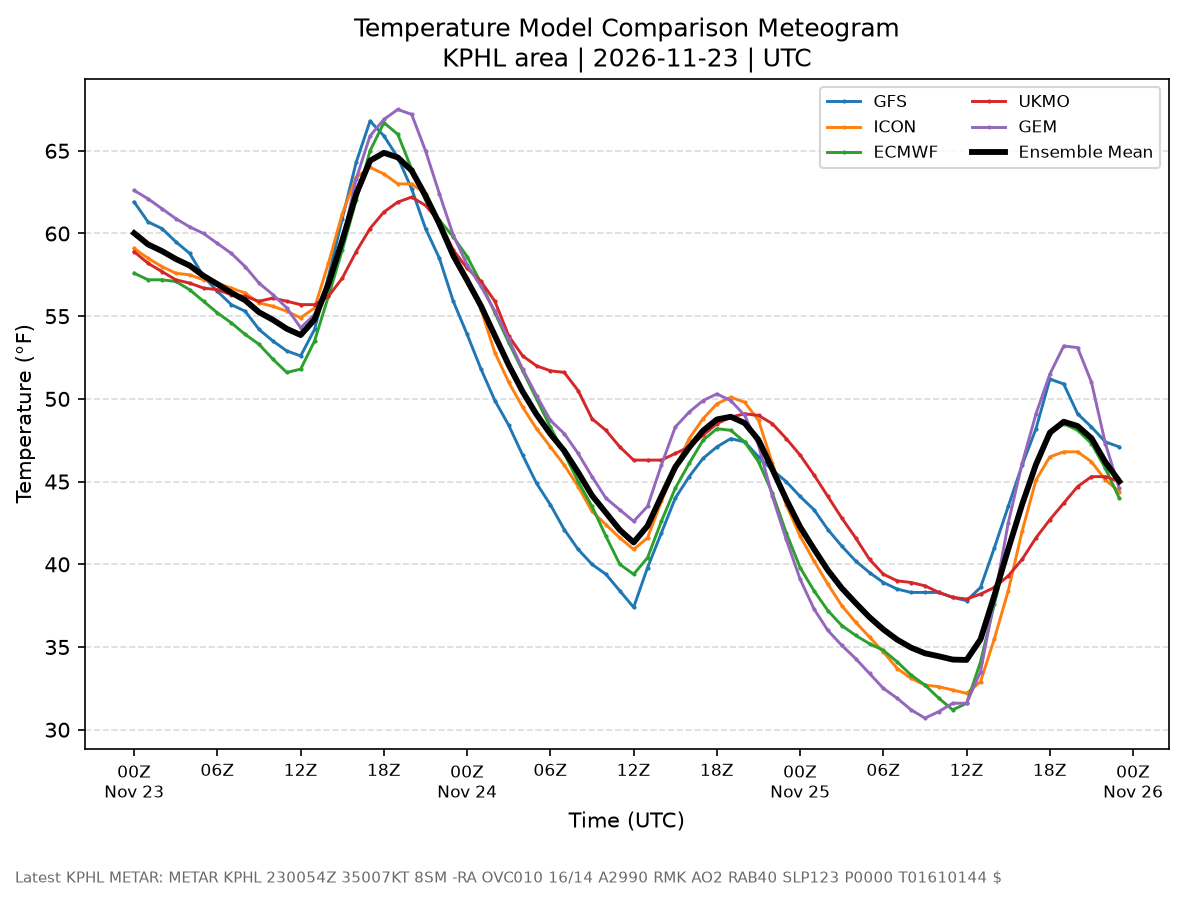 Temperature Model Comparison Meteogram
KPHL area | 2026-11-23 | UTC
GFS
ICON
ECMWF
UKMO
GEM
Ensemble Mean
Temperature (°F)
65
60
55
50
45
40
35
30
00Z
Nov 23
06Z
12Z
18Z
00Z
Nov 24
06Z
12Z
18Z
00Z
Nov 25
06Z
12Z
18Z
00Z
Nov 26
Time (UTC)
Latest KPHL METAR: METAR KPHL 230054Z 35007KT 8SM -RA OVC010 16/14 A2990 RMK AO2 RAB40 SLP123 P0000 T01610144 $